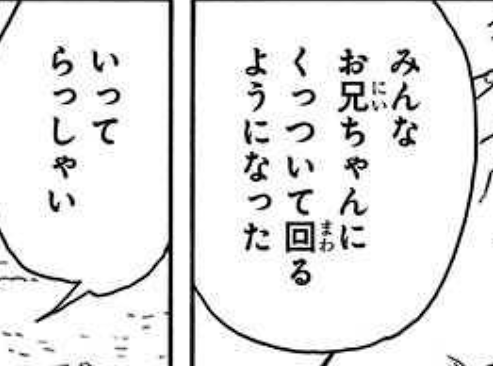 みんな
お兄ちゃんに
くっついて回る
ようになった
いって
らっしゃい